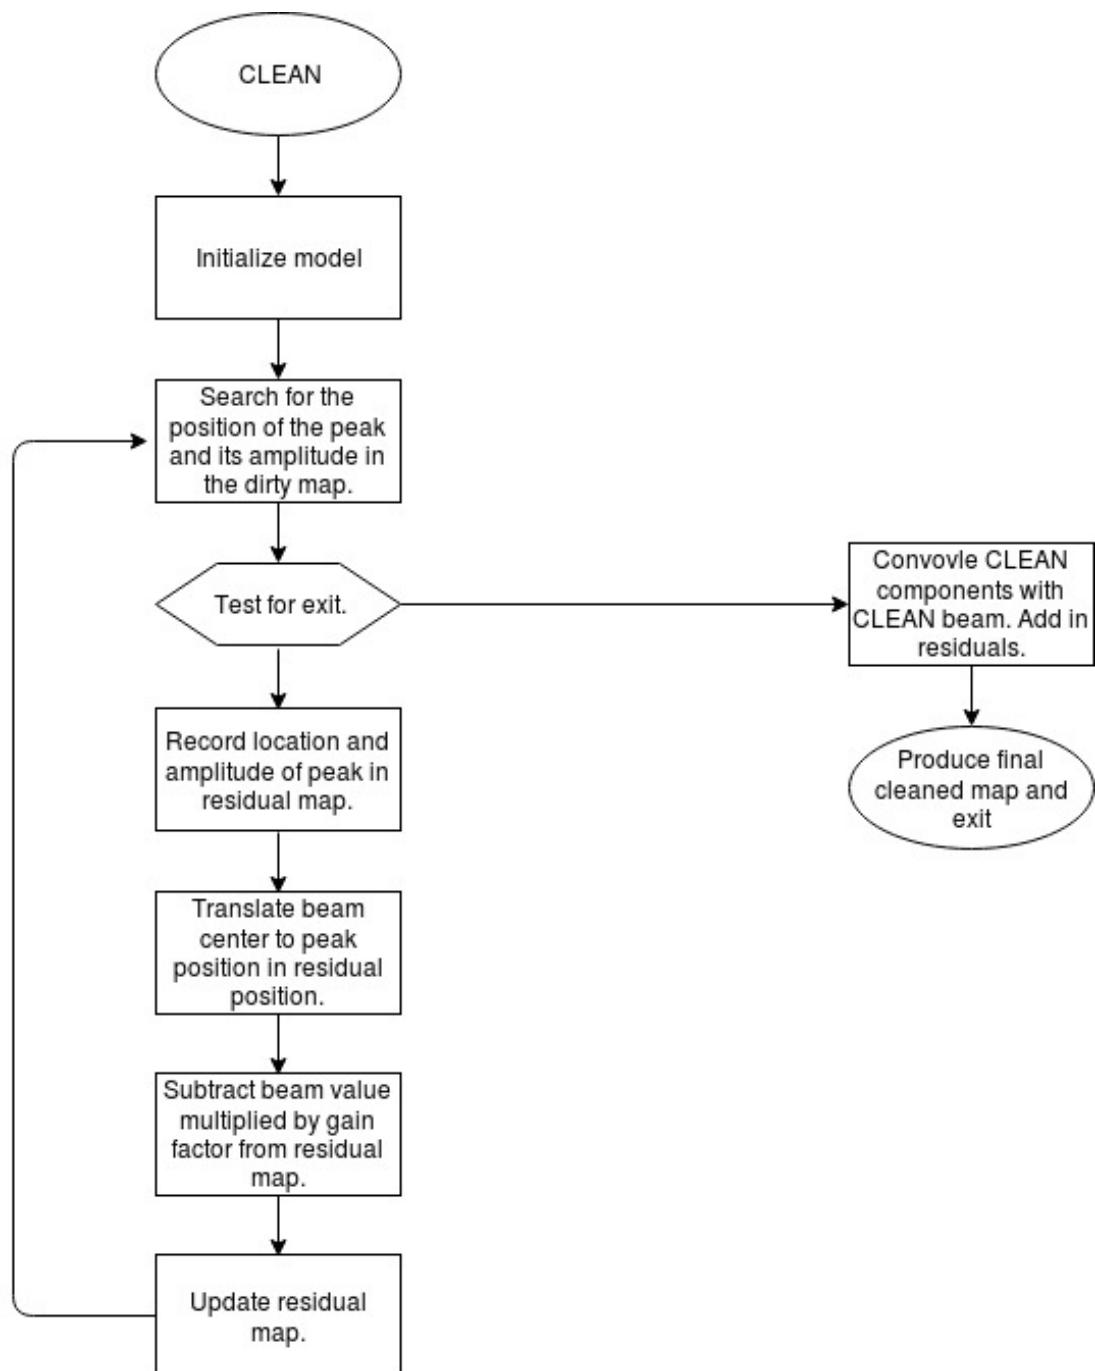 CLEAN
Initialize model
Search for the
position of the peak
and its amplitude in
the dirty map.
Test for exit.
Convovle CLEAN
components with
CLEAN beam. Add in
residuals.
Record location and
amplitude of peak in
residual map.
Produce final
cleaned map and
exit
Translate beam
center to peak
position in residual
position.
Subtract beam value
multiplied by gain
factor from residual
map.
Update residual
map.